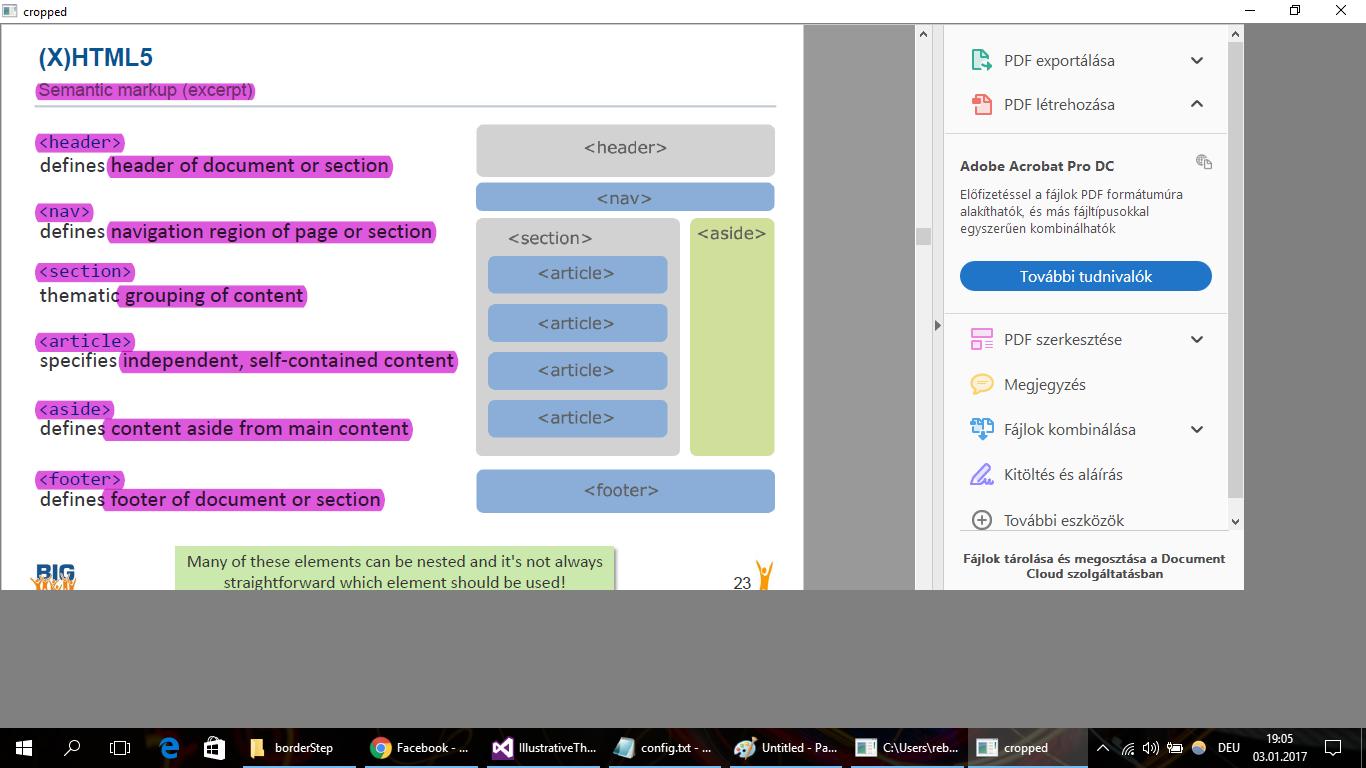 cropped
(X)HTML5
Semantic markup (excerpt)
<header>
defines header of document or section
<nav>
defines navigation region of page or section
<section>
thematic grouping of content
<article>
specifies independent, self-contained content
<aside>
defines content aside from main content
<footer>
defines footer of document or section
<header>
<nav>
<section>
<aside>
<article>
<article>
<article>
<article>
<footer>
BIG
Many of these elements can be nested and it's not always
straightforward which element should be used!
23
PDF exportálása
PDF létrehozása
Adobe Acrobat Pro DC
Előfizetéssel a fájlok PDF formátumúra
alakíthatók, és más fájltípusokkal
egyszerűen kombinálhatók
További tudnivalók
PDF szerkesztése
Megjegyzés
Fájlok kombinálása
Kitöltés és aláírás
További eszközök
Fájlok tárolása és megosztása a Document
Cloud szolgáltatásban
borderStep
Facebook - ...
IllustrativeTh...
config.txt - ...
Untitled - Pa...
C:\Users\reb...
cropped
DEU
19:05
03.01.2017